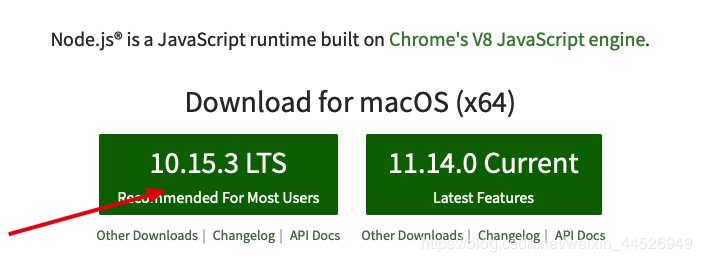 Node.js® is a JavaScript runtime built on Chrome's V8 JavaScript engine.
Download for macOS (x64)
10.15.3 LTS
Recommended For Most Users
11.14.0 Current
Latest Features
Other Downloads | Changelog | API Docs
Other Downloads | Changelog | API Docs
https://blog.csdn.net/weixin_44526949